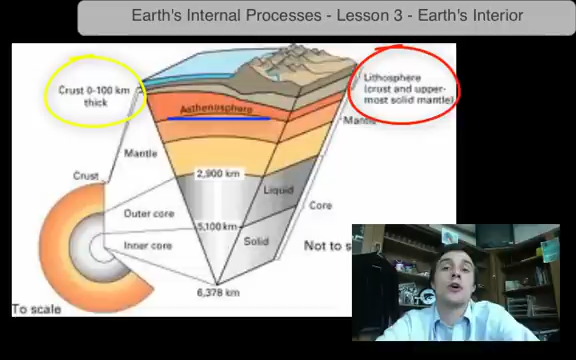 Earth's Internal Processes - Lesson 3 - Earth's Interior
Crust 0-100 km
thick
Lithosphere
(crust and upper-
most solid mantle)
Asthenosphere
Mantle
Mantle
2,900 km
Crust
Liquid
Core
Outer core
5,100 km
Inner core
Solid
Not to s
6,378 km
To scale